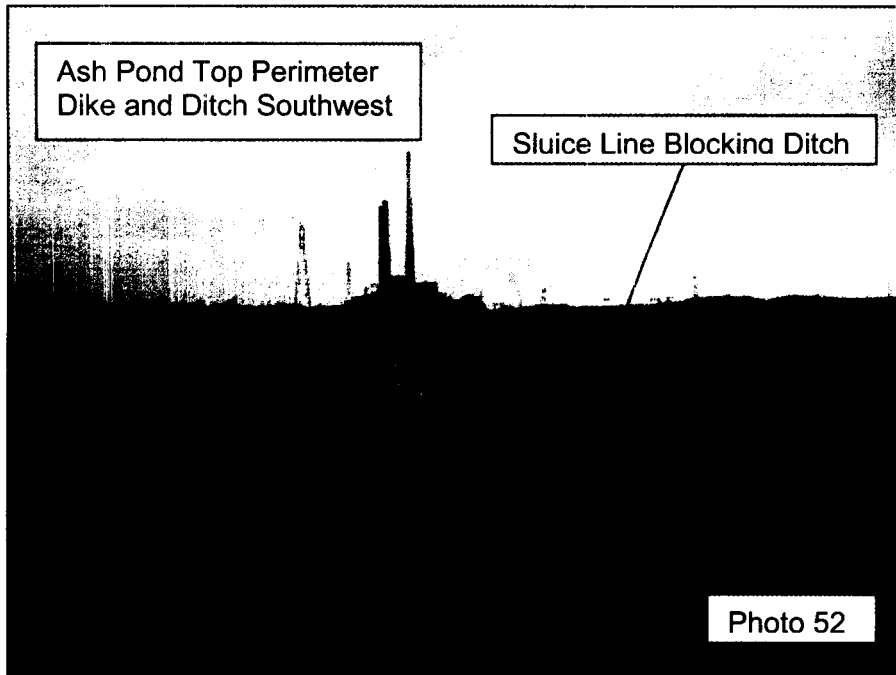 Ash Pond Top Perimeter
Dike and Ditch Southwest
Sluice Line Blocking Ditch
Photo 52